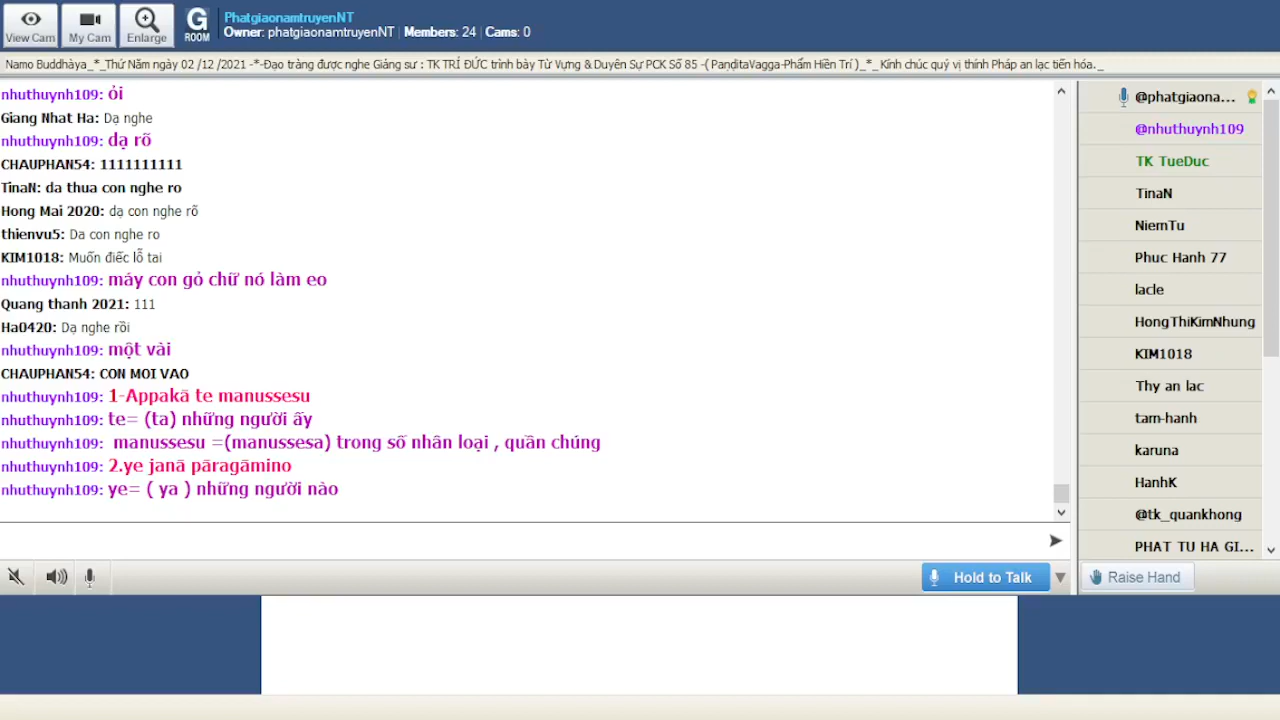 View Cam
My Cam
Enlarge
G
ROOM
PhatgiaonamtruyenNT
Owner: phatgiaonamtruyenNT | Members: 24 | Cams: 0
Namo Buddhàya_*_Thứ Năm ngày 02 /12 /2021 -*-Đạo tràng được nghe Giảng sư : TK TRÍ ĐỨC trình bày Từ Vựng & Duyên Sự PCK Số 85 -( PaṇḍitaVagga-Phẩm Hiền Trí )_*_ Kính chúc quý vị thính Pháp an lạc tiến hóa._
nhuthuynh109: ỏi
Giang Nhat Ha: Dạ nghe
nhuthuynh109: dạ rõ
CHAUPHAN54: 1111111111
TinaN: da thua con nghe ro
Hong Mai 2020: dạ con nghe rõ
thienvu5: Da con nghe ro
KIM1018: Muốn điếc lỗ tai
nhuthuynh109: máy con gỏ chữ nó làm eo
Quang thanh 2021: 111
Ha0420: Dạ nghe rồi
nhuthuynh109: một vài
CHAUPHAN54: CON MOI VAO
nhuthuynh109: 1-Appakā te manussesu
nhuthuynh109: te= (ta) những người ấy
nhuthuynh109: manussesu =(manussesa) trong số nhân loại , quần chúng
nhuthuynh109: 2.ye janā pāragāmino
nhuthuynh109: ye= ( ya ) những người nào
@phatgiaona...
@nhuthuynh109
TK TueDuc
TinaN
NiemTu
Phuc Hanh 77
lacle
HongThiKimNhung
KIM1018
Thy an lac
tam-hanh
karuna
HanhK
@tk_quankhong
PHAT TU HA GI...
Hold to Talk
Raise Hand